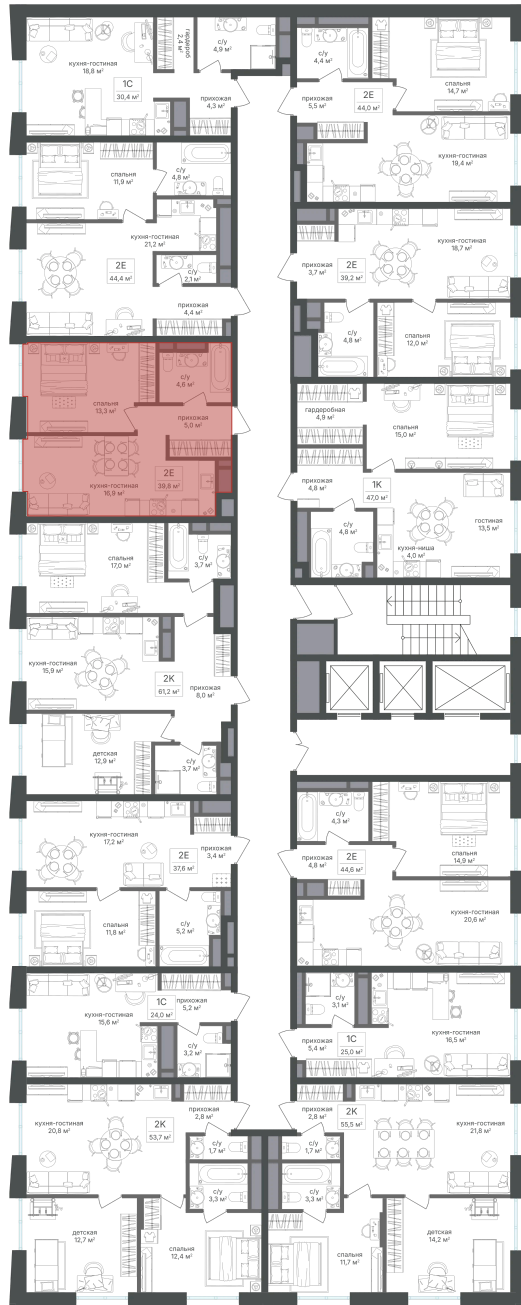 кухня-гостиная
18,8 м²
гардероб
2,4 м²
с/у
4,9 м²
1С
30,4 м²
прихожая
4,3 м²
с/у
4,4 м²
спальня
14,7 м²
прихожая
5,5 м²
2Е
44,0 м²
кухня-гостиная
19,4 м²
спальня
11,9 м²
с/у
4,8 м²
кухня-гостиная
21,2 м²
2Е
44,4 м²
с/у
2,1 м²
прихожая
4,4 м²
кухня-гостиная
18,7 м²
прихожая
3,7 м²
2Е
39,2 м²
с/у
4,8 м²
спальня
12,0 м²
спальня
13,3 м²
с/у
4,6 м²
прихожая
5,0 м²
кухня-гостиная
16,9 м²
2Е
39,8 м²
гардеробная
4,9 м²
спальня
15,0 м²
прихожая
4,8 м²
1К
47,0 м²
гостиная
13,5 м²
с/у
4,8 м²
кухня-ниша
4,0 м²
спальня
17,0 м²
с/у
3,7 м²
кухня-гостиная
15,9 м²
2К
61,2 м²
прихожая
8,0 м²
детская
12,9 м²
с/у
3,7 м²
кухня-гостиная
17,2 м²
2Е
37,6 м²
прихожая
3,4 м²
спальня
11,8 м²
с/у
5,2 м²
с/у
4,3 м²
спальня
14,9 м²
прихожая
4,8 м²
2Е
44,6 м²
кухня-гостиная
20,6 м²
кухня-гостиная
15,6 м²
1С
24,0 м²
прихожая
5,2 м²
с/у
3,2 м²
с/у
3,1 м²
прихожая
5,4 м²
1С
25,0 м²
кухня-гостиная
16,5 м²
кухня-гостиная
20,8 м²
2К
53,7 м²
прихожая
2,8 м²
с/у
1,7 м²
с/у
3,3 м²
детская
12,7 м²
спальня
12,4 м²
прихожая
2,8 м²
2К
55,5 м²
кухня-гостиная
21,8 м²
с/у
1,7 м²
с/у
3,3 м²
спальня
11,7 м²
детская
14,2 м²